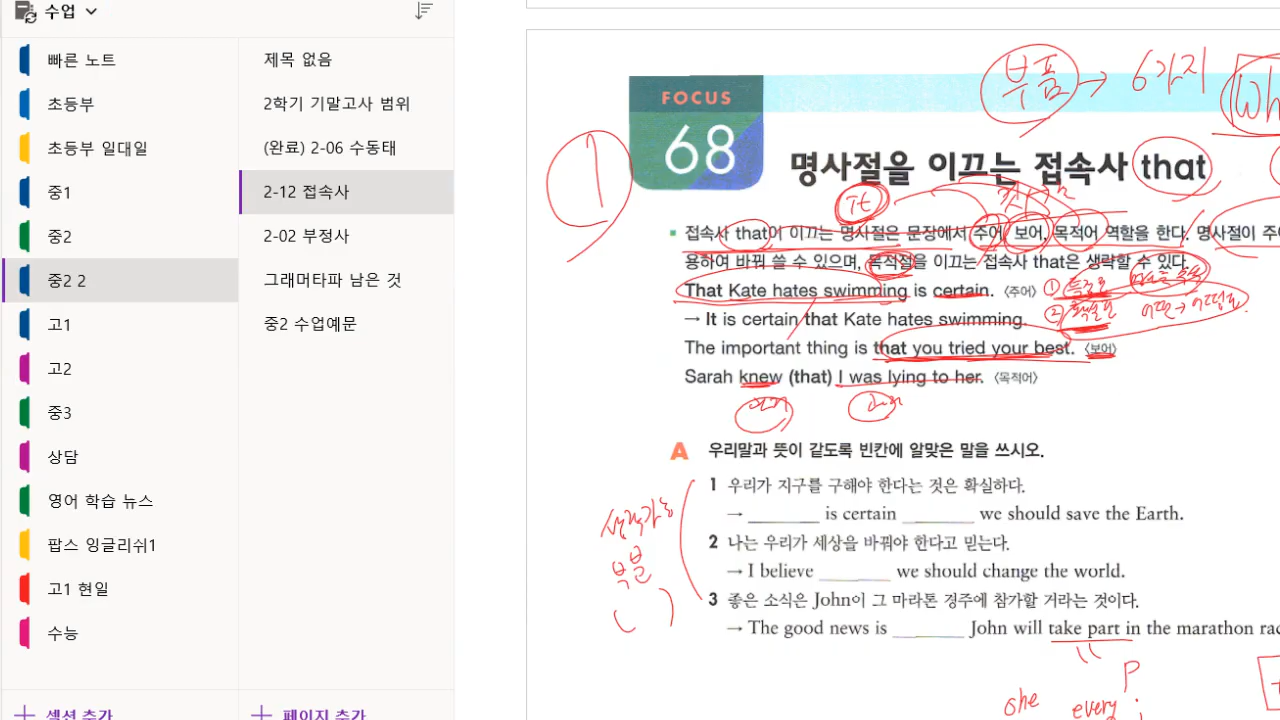 수업
빠른 노트
초등부
초등부 일대일
중1
중2
중2 2
고1
고2
중3
상담
영어 학습 뉴스
팝스 잉글리쉬1
고1 현일
수능
섹션 추가
제목 없음
2학기 기말고사 범위
(완료) 2-06 수동태
2-12 접속사
2-02 부정사
그래머타파 남은 것
중2 수업예문
페이지 추가
부품 → 6가지
Wh
FOCUS
68
1
명사절을 이끄는 접속사 that
It
접속사 that이 이끄는 명사절은 문장에서 주어, 보어, 목적어 역할을 한다. 명사절이 주어
용하여 바꿔 쓸 수 있으며, 목적절을 이끄는 접속사 that은 생략할 수 있다.
That Kate hates swimming is certain. 〈주어〉
①
→ It is certain that Kate hates swimming.
②
The important thing is that you tried your best. 〈보어〉
Sarah knew (that) I was lying to her. 〈목적어〉
A 우리말과 뜻이 같도록 빈칸에 알맞은 말을 쓰시오.
1 우리가 지구를 구해야 한다는 것은 확실하다.
→ ________ is certain ________ we should save the Earth.
2 나는 우리가 세상을 바꿔야 한다고 믿는다.
→ I believe ________ we should change the world.
3 좋은 소식은 John이 그 마라톤 경주에 참가할 거라는 것이다.
→ The good news is ________ John will take part in the marathon rac
생략가능
부분
( )
P
she every